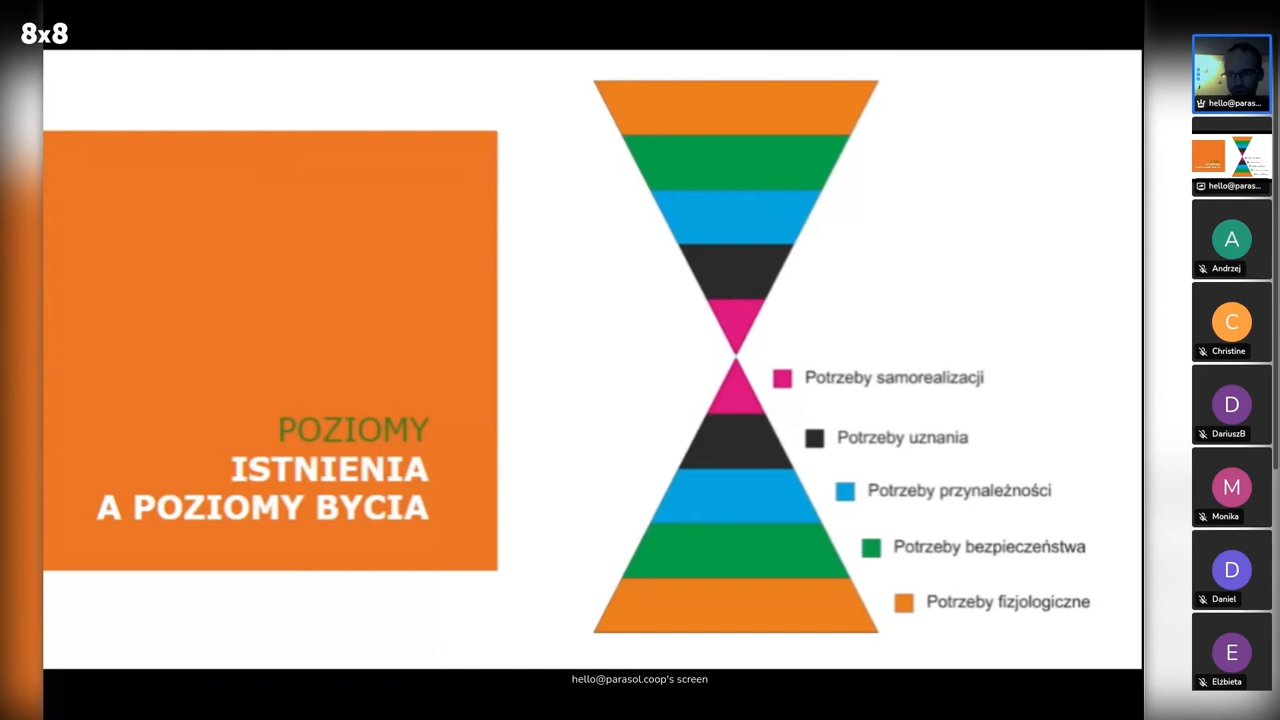 8x8
POZIOMY
ISTNIENIA
A POZIOMY BYCIA
Potrzeby samorealizacji
Potrzeby uznania
Potrzeby przynależności
Potrzeby bezpieczeństwa
Potrzeby fizjologiczne
hello@parasol.coop's screen
hello@paras...
hello@paras...
A
Andrzej
C
Christine
D
DariuszB
M
Monika
D
Daniel
E
Elżbieta